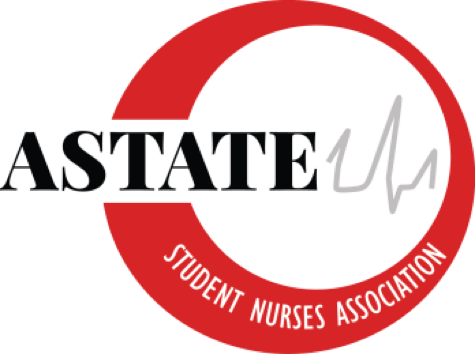 ASTATE
STUDENT NURSES ASSOCIATION